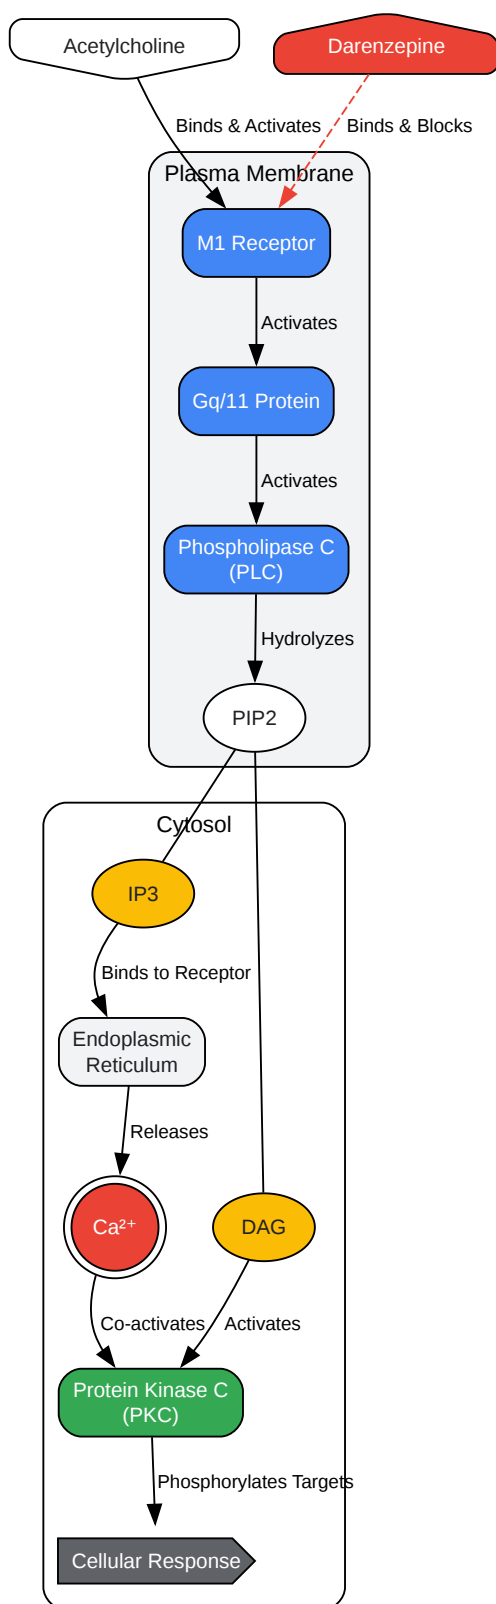 Acetylcholine
Darenzepine
Binds & Activates
Binds & Blocks
Plasma Membrane
M1 Receptor
Activates
Gq/11 Protein
Activates
Phospholipase C
(PLC)
Hydrolyzes
PIP2
Cytosol
IP3
Binds to Receptor
Endoplasmic
Reticulum
Releases
Ca²⁺
DAG
Co-activates
Activates
Protein Kinase C
(PKC)
Phosphorylates Targets
Cellular Response